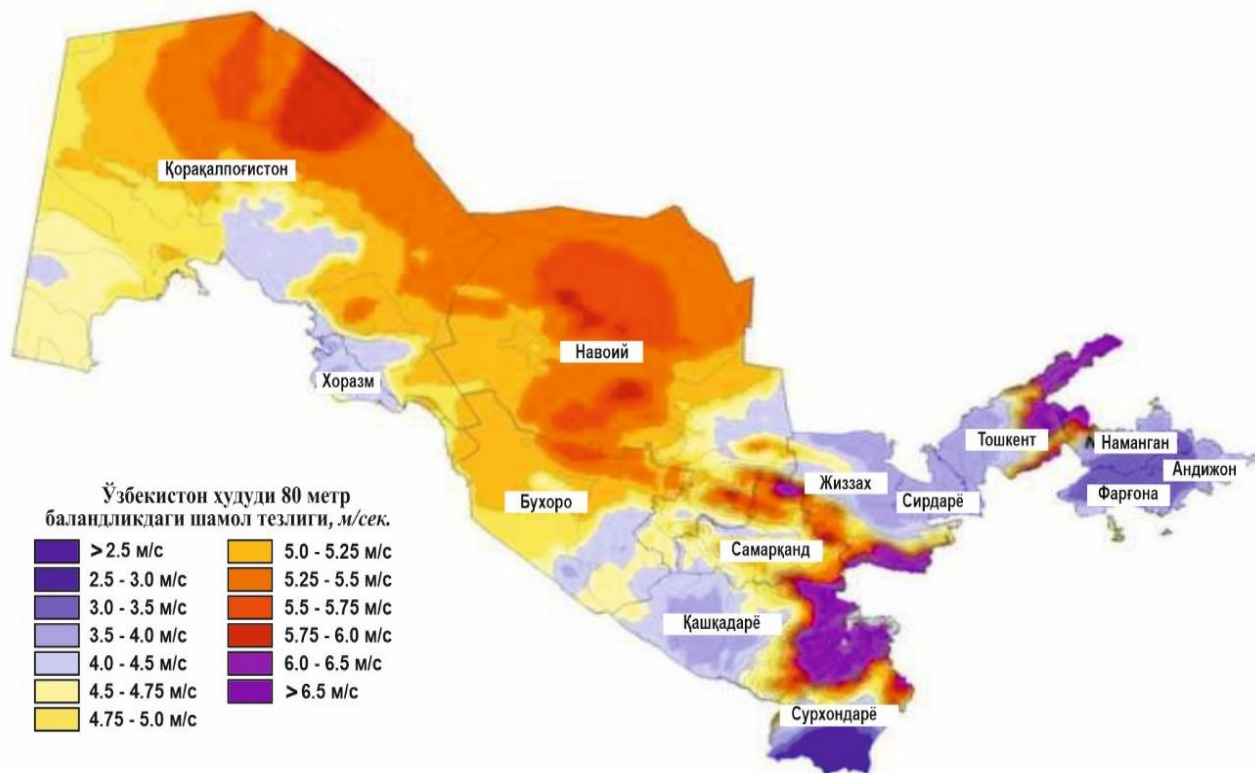 Қорақалпоғистон
Навоий
Хоразм
Тошкент
Наманган
Андижон
Фарғона
Жиззах
Сирдарё
Бухоро
Самарқанд
Қашқадарё
Сурхондарё
Ўзбекистон ҳудуди 80 метр
баландликдаги шамол тезлиги, м/сек.
> 2.5 м/с
2.5 - 3.0 м/с
3.0 - 3.5 м/с
3.5 - 4.0 м/с
4.0 - 4.5 м/с
4.5 - 4.75 м/с
4.75 - 5.0 м/с
5.0 - 5.25 м/с
5.25 - 5.5 м/с
5.5 - 5.75 м/с
5.75 - 6.0 м/с
6.0 - 6.5 м/с
> 6.5 м/с